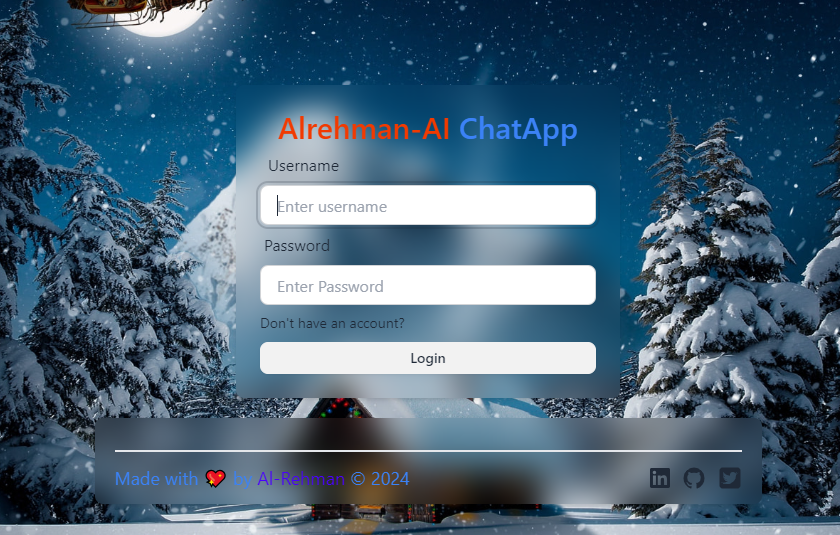 Alrehman-AI ChatApp
Username
Enter username
Password
Enter Password
Don't have an account?
Login
Made with 💖 by Al-Rehman © 2024